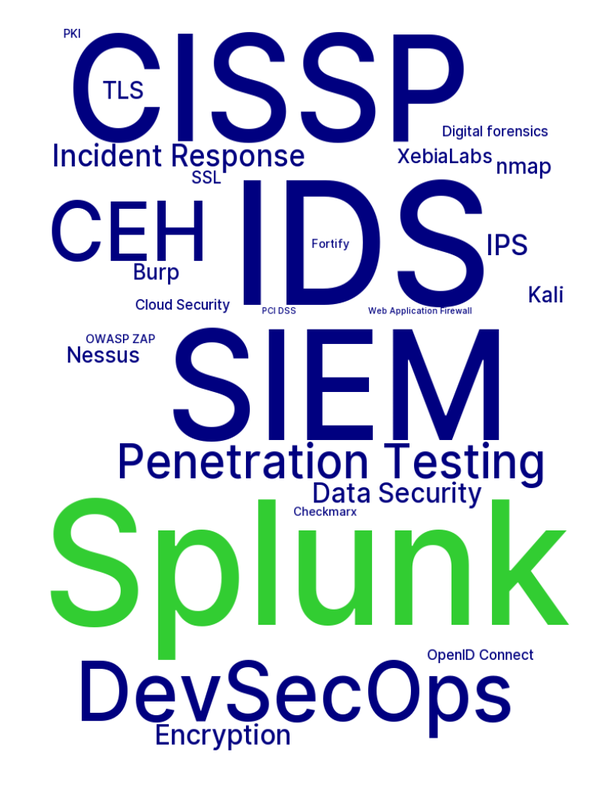 PKI
CISSP
TLS
Digital forensics
Incident Response
XebiaLabs
nmap
SSL
IDS
CEH
Fortify
IPS
Burp
Kali
Cloud Security
PCI DSS
Web Application Firewall
OWASP ZAP
Nessus
SIEM
Penetration Testing
Data Security
Checkmarx
Splunk
OpenID Connect
DevSecOps
Encryption